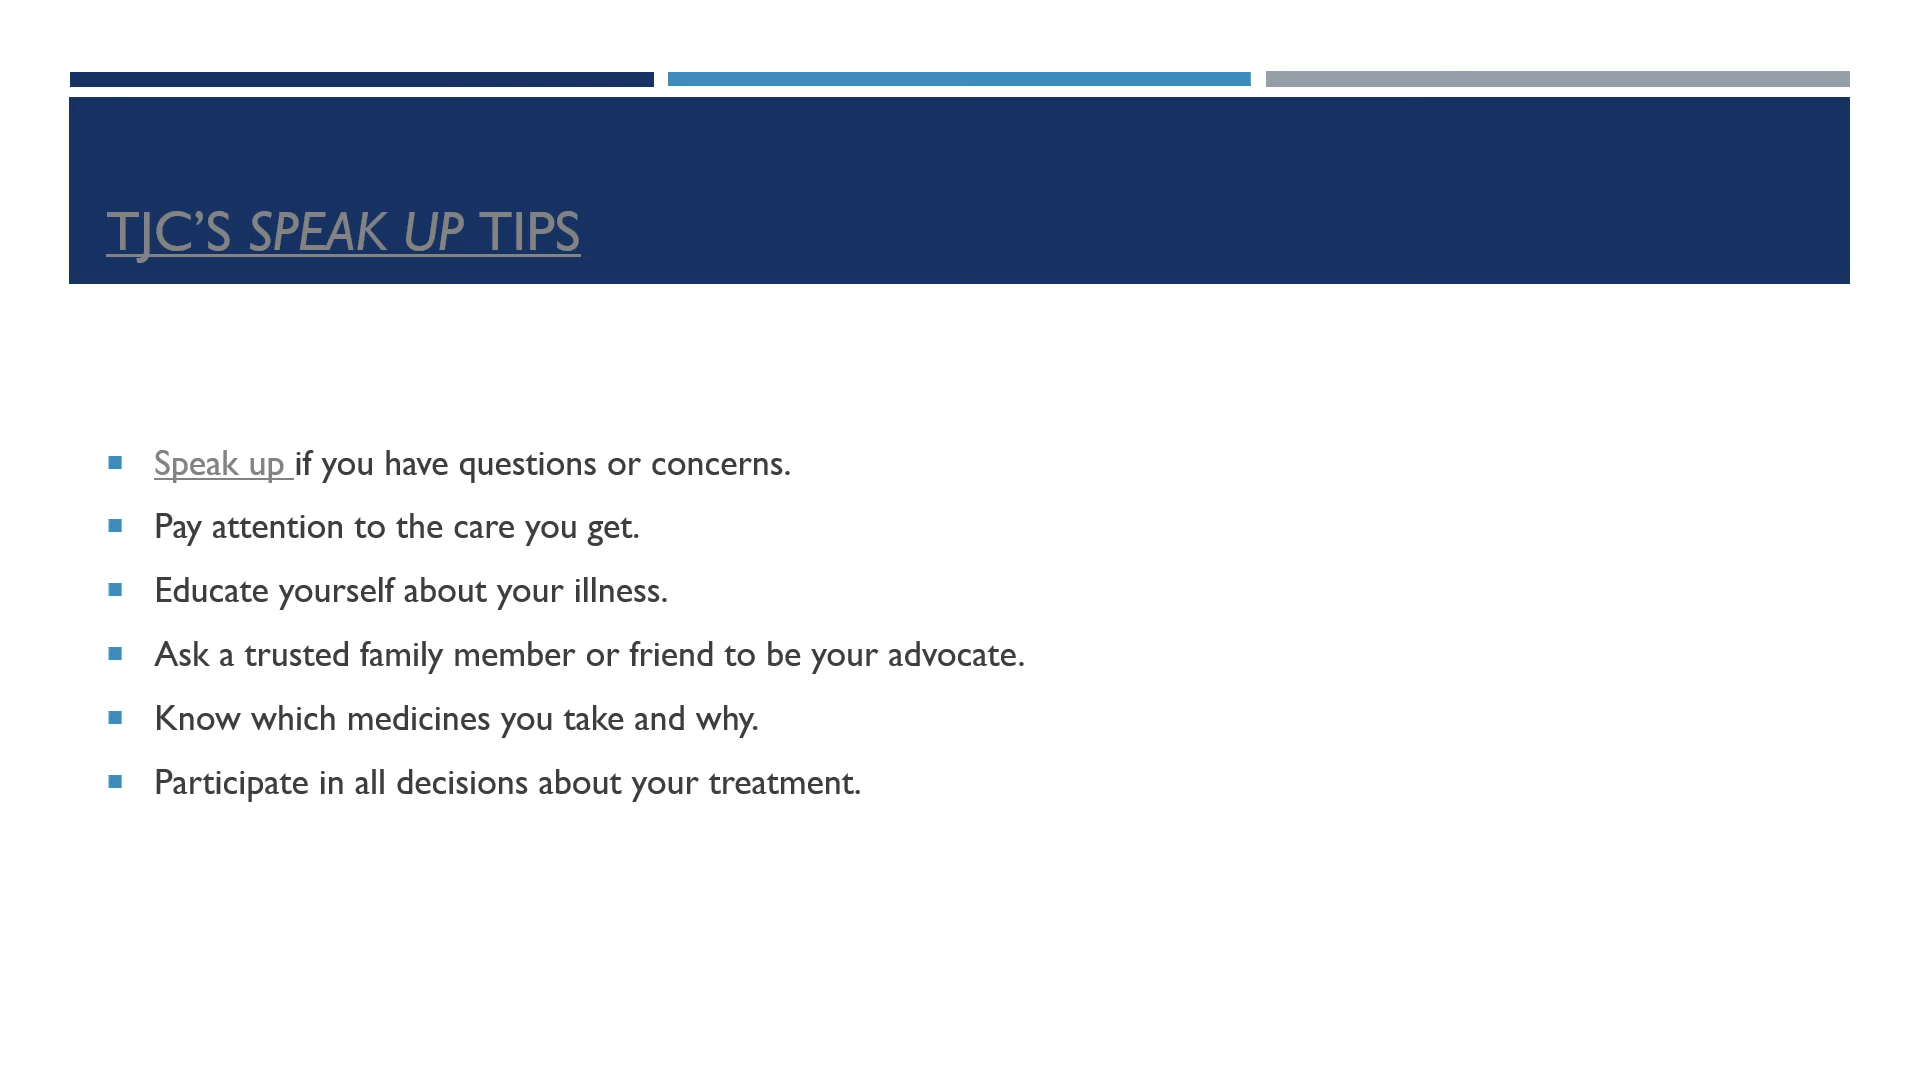 TJC’S SPEAK UP TIPS
Speak up if you have questions or concerns.
Pay attention to the care you get.
Educate yourself about your illness.
Ask a trusted family member or friend to be your advocate.
Know which medicines you take and why.
Participate in all decisions about your treatment.